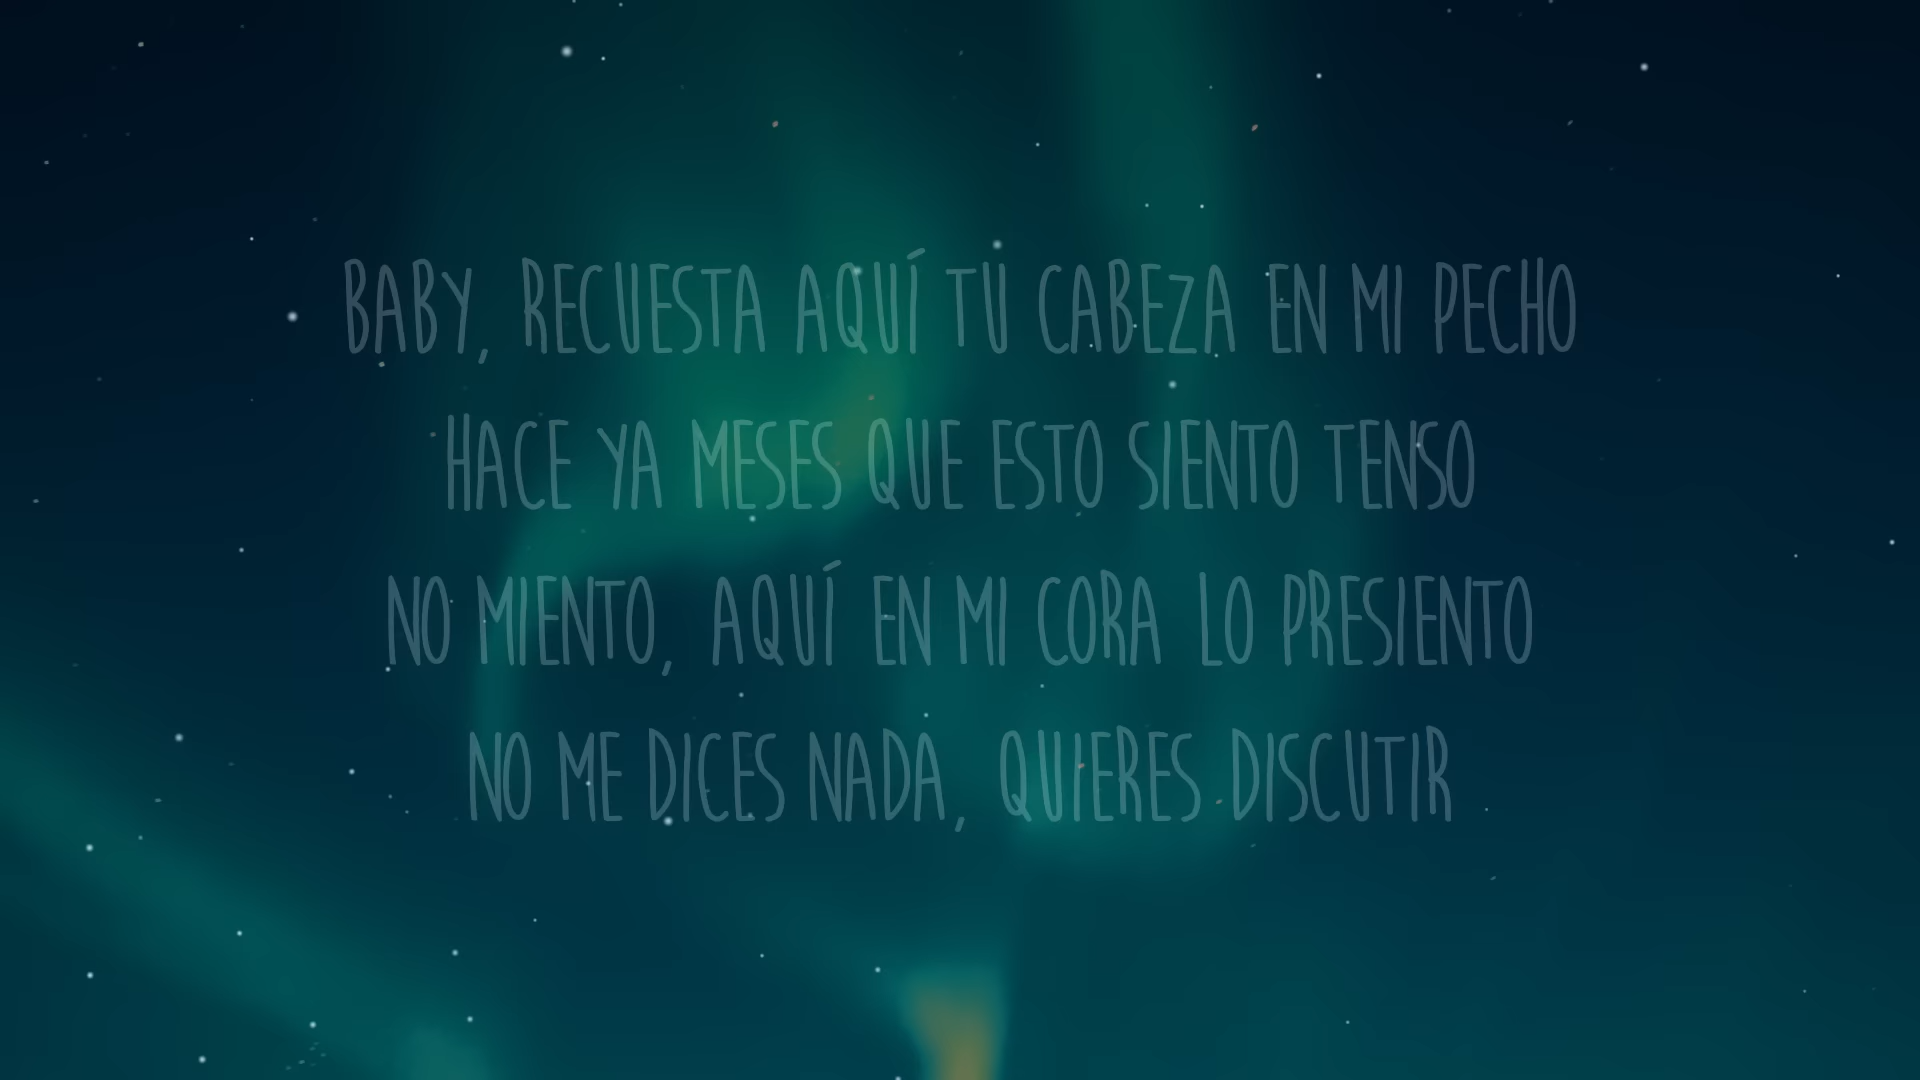 BABY, RECUESTA AQUÍ TU CABEZA EN MI PECHO
HACE YA MESES QUE ESTO SIENTO TENSO
NO MIENTO, AQUÍ EN MI CORA LO PRESIENTO
NO ME DICES NADA, QUIERES DISCUTIR